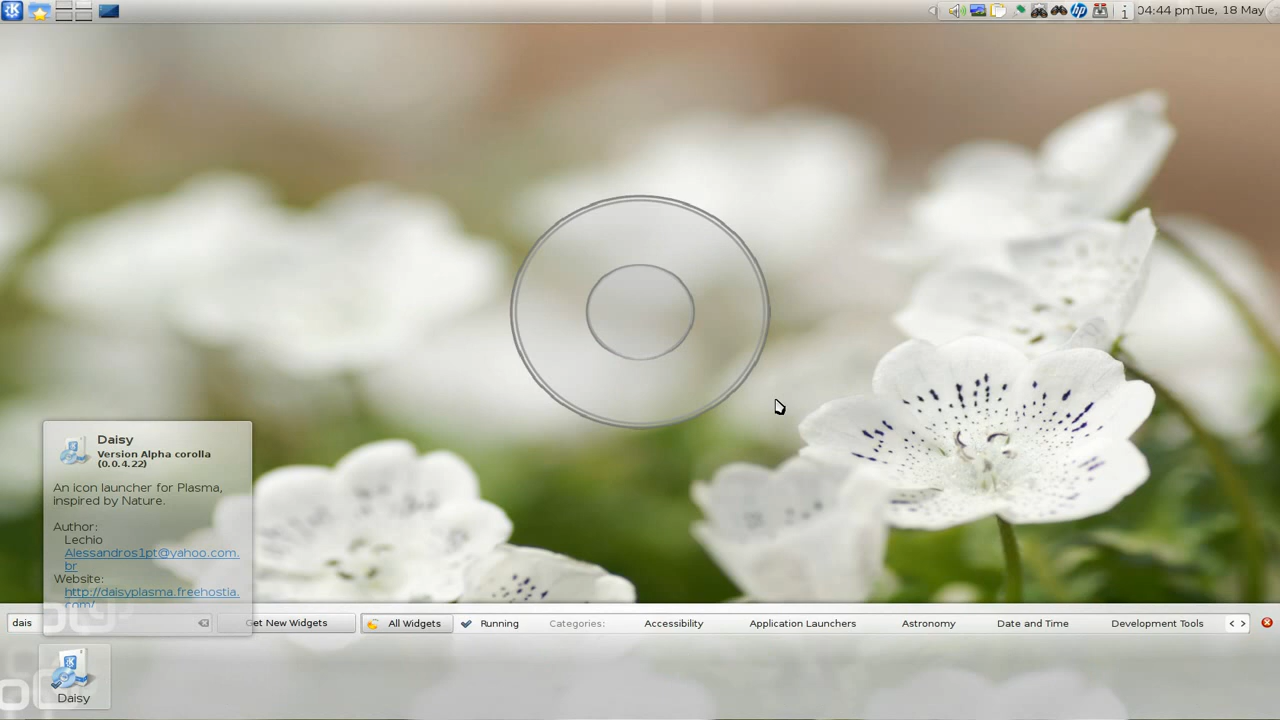 04:44 pm Tue, 18 May
Daisy
Version Alpha corolla
(0.0.4.22)
An icon launcher for Plasma,
inspired by Nature.
Author:
Lechio
Alessandros1pt@yahoo.com.
br
Website:
http://daisyplasma.freehostia.
com/
dais
Get New Widgets
All Widgets
Running
Categories:
Accessibility
Application Launchers
Astronomy
Date and Time
Development Tools
Daisy